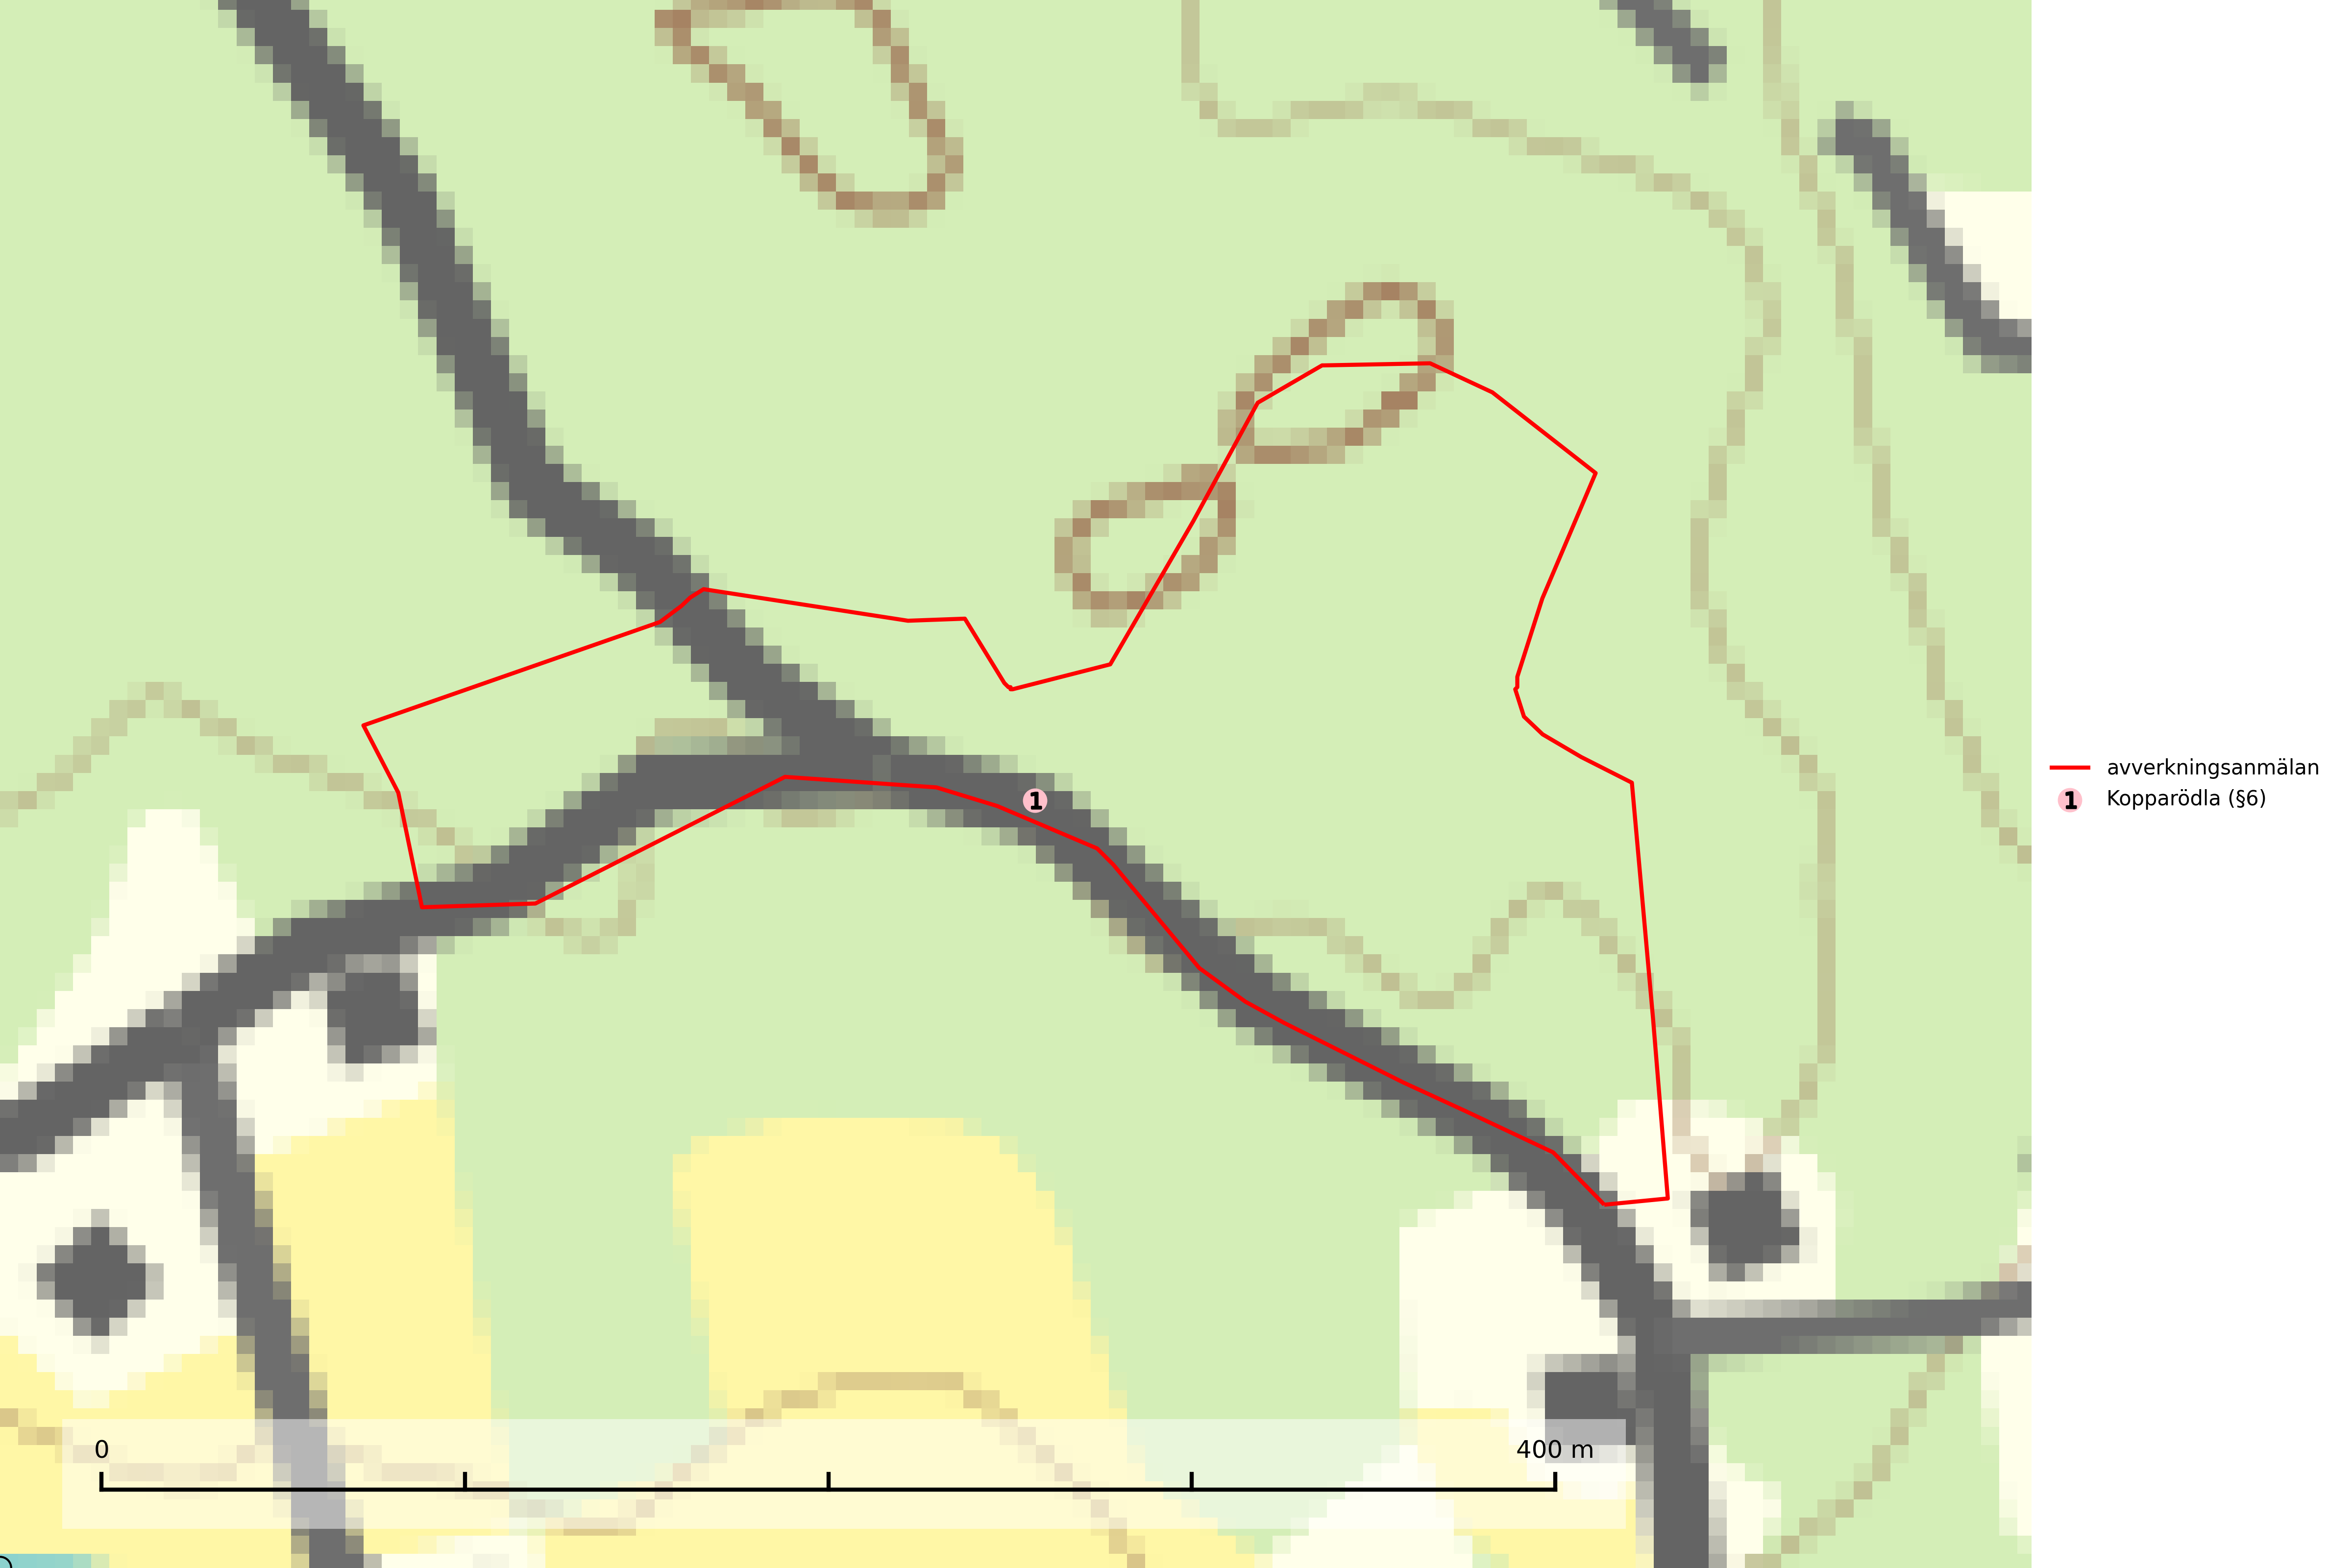 1
avverkningsanmälan
1 Kopparödla (§6)
0 400 m